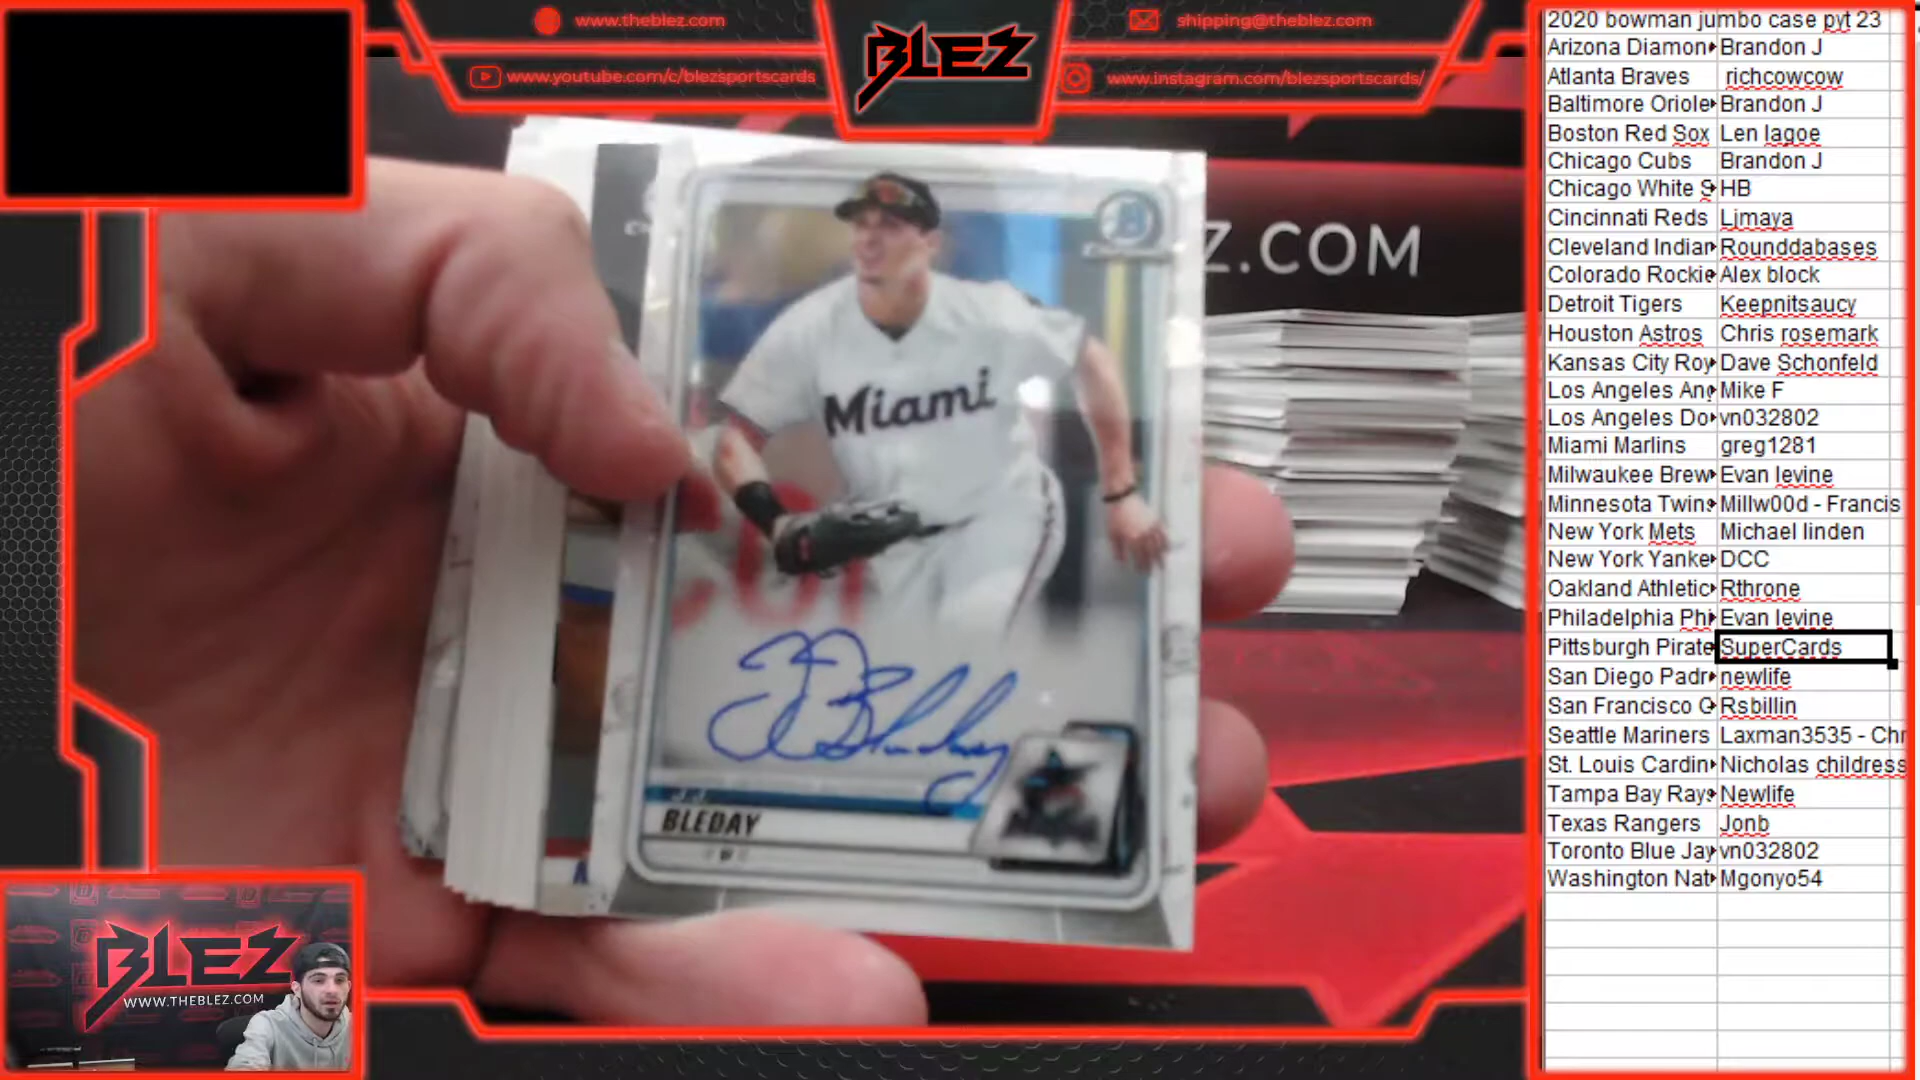 www.theblez.com
www.youtube.com/c/blezsportscards
BLEZ
shipping@theblez.com
www.instagram.com/blezsportscards/
Z.COM
Miami
JJ Bleday
J.J.
BLEDAY
BLEZ
WWW.THEBLEZ.COM
2020 bowman jumbo case pyt 23
Arizona Diamon Brandon J
Atlanta Braves richcowcow
Baltimore Oriole Brandon J
Boston Red Sox Len lagoe
Chicago Cubs Brandon J
Chicago White S HB
Cincinnati Reds Ljmaya
Cleveland Indian Rounddabases
Colorado Rockie Alex block
Detroit Tigers Keepnitsaucy
Houston Astros Chris rosemark
Kansas City Roy Dave Schonfeld
Los Angeles Ang Mike F
Los Angeles Do vn032802
Miami Marlins greg1281
Milwaukee Brew Evan levine
Minnesota Twins Millw00d - Francis
New York Mets Michael linden
New York Yanke DCC
Oakland Athletic Rthrone
Philadelphia Phi Evan levine
Pittsburgh Pirate SuperCards
San Diego Padr newlife
San Francisco G Rsbillin
Seattle Mariners Laxman3535 - Chr
St. Louis Cardin Nicholas childress
Tampa Bay Rays Newlife
Texas Rangers Jonb
Toronto Blue Jay vn032802
Washington Nat Mgonyo54